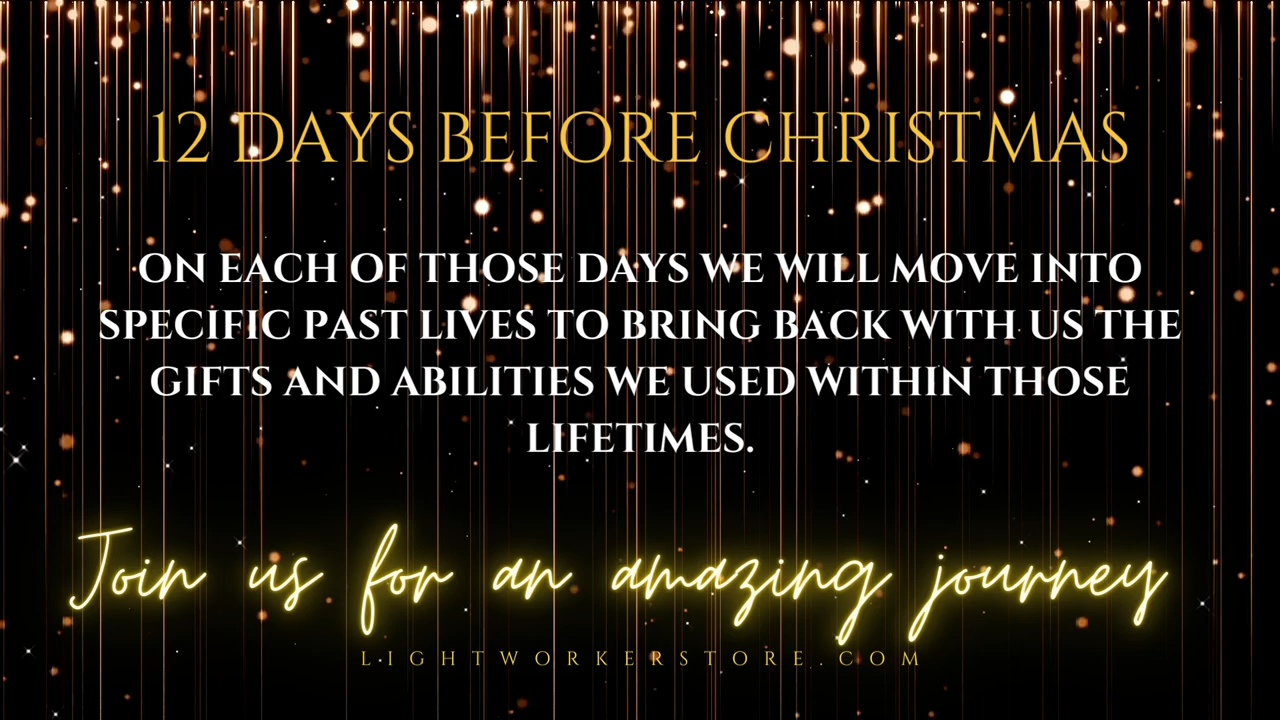 12 DAYS BEFORE CHRISTMAS
ON EACH OF THOSE DAYS WE WILL MOVE INTO
SPECIFIC PAST LIVES TO BRING BACK WITH US THE
GIFTS AND ABILITIES WE USED WITHIN THOSE
LIFETIMES.
Join us for an amazing journey
LIGHTWORKERSTORE.COM